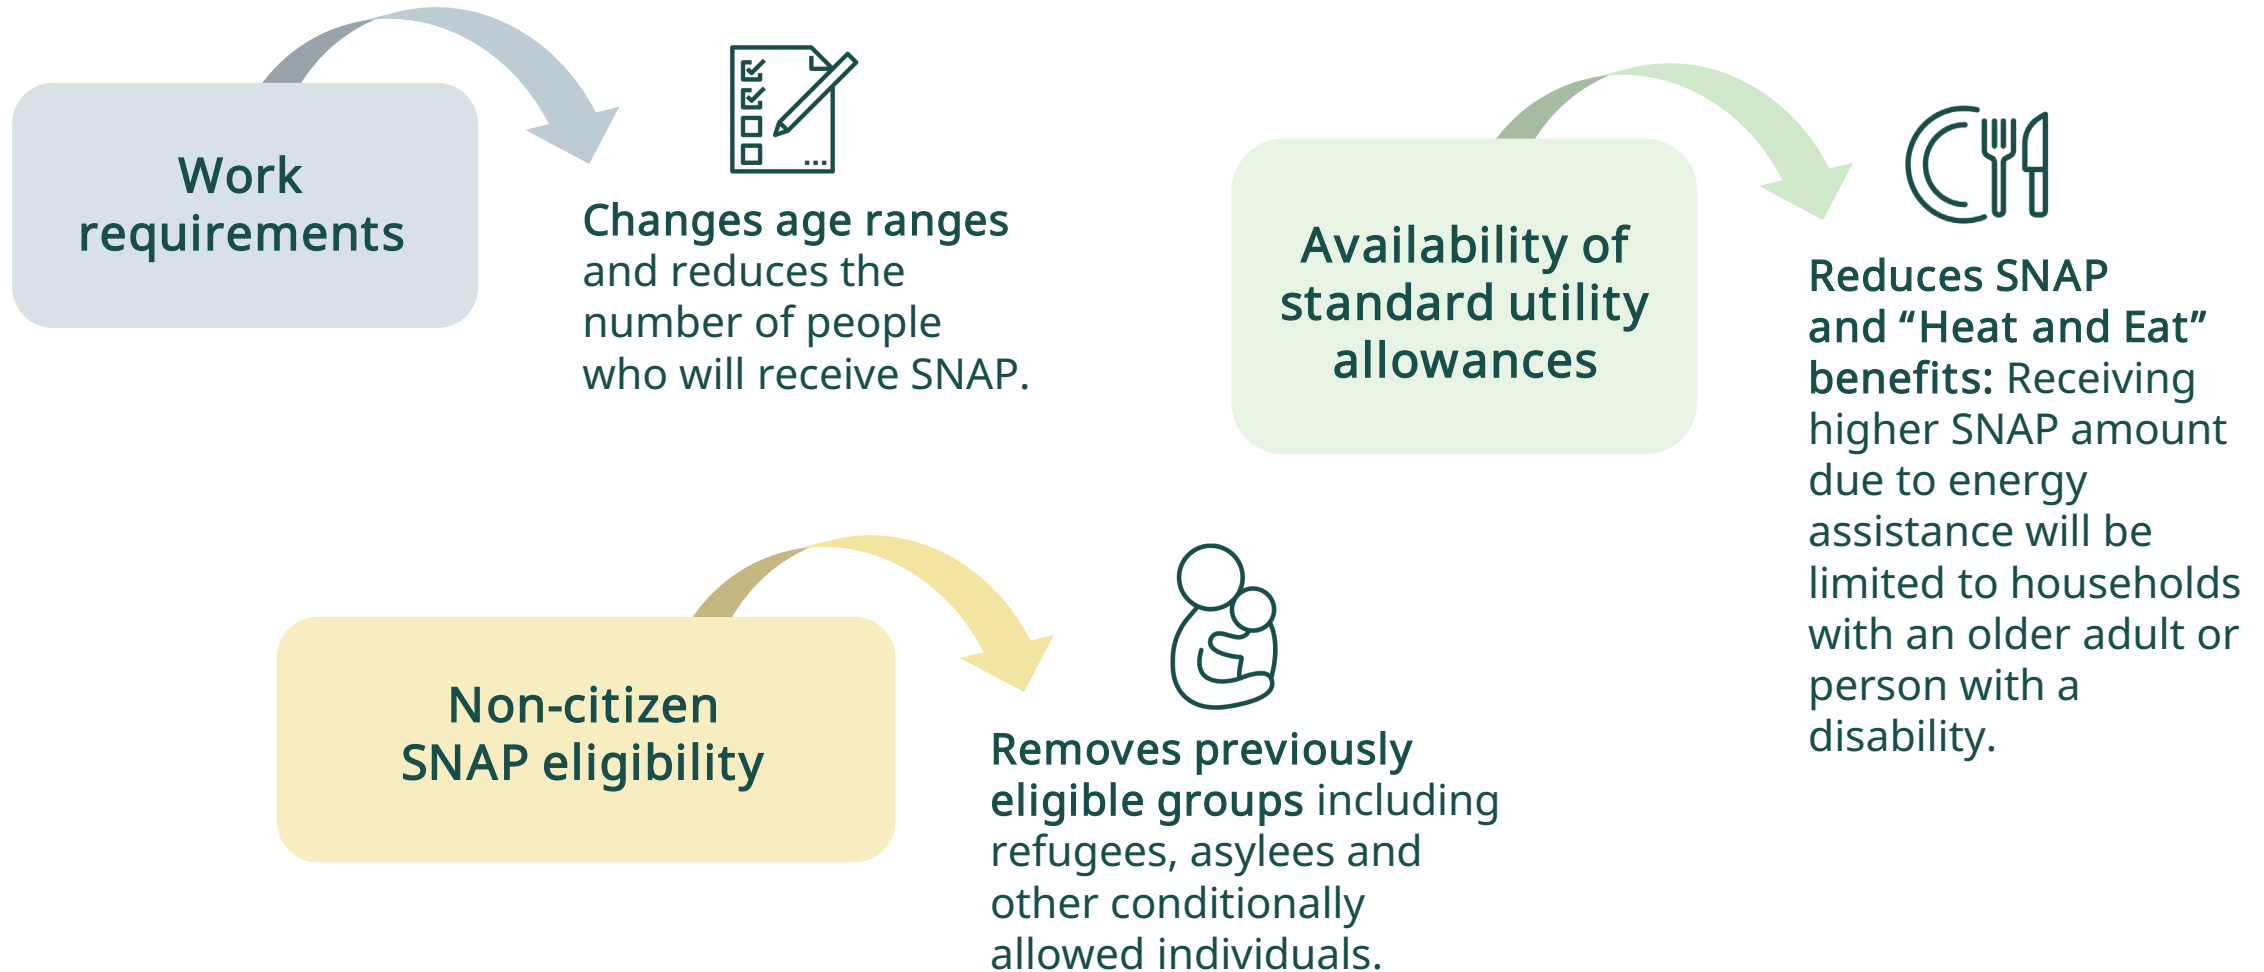 Work
requirements
Changes age ranges
and reduces the
number of people
who will receive SNAP.
Availability of
standard utility
allowances
Reduces SNAP
and “Heat and Eat”
benefits: Receiving
higher SNAP amount
due to energy
assistance will be
limited to households
with an older adult or
person with a
disability.
Non-citizen
SNAP eligibility
Removes previously
eligible groups including
refugees, asylees and
other conditionally
allowed individuals.